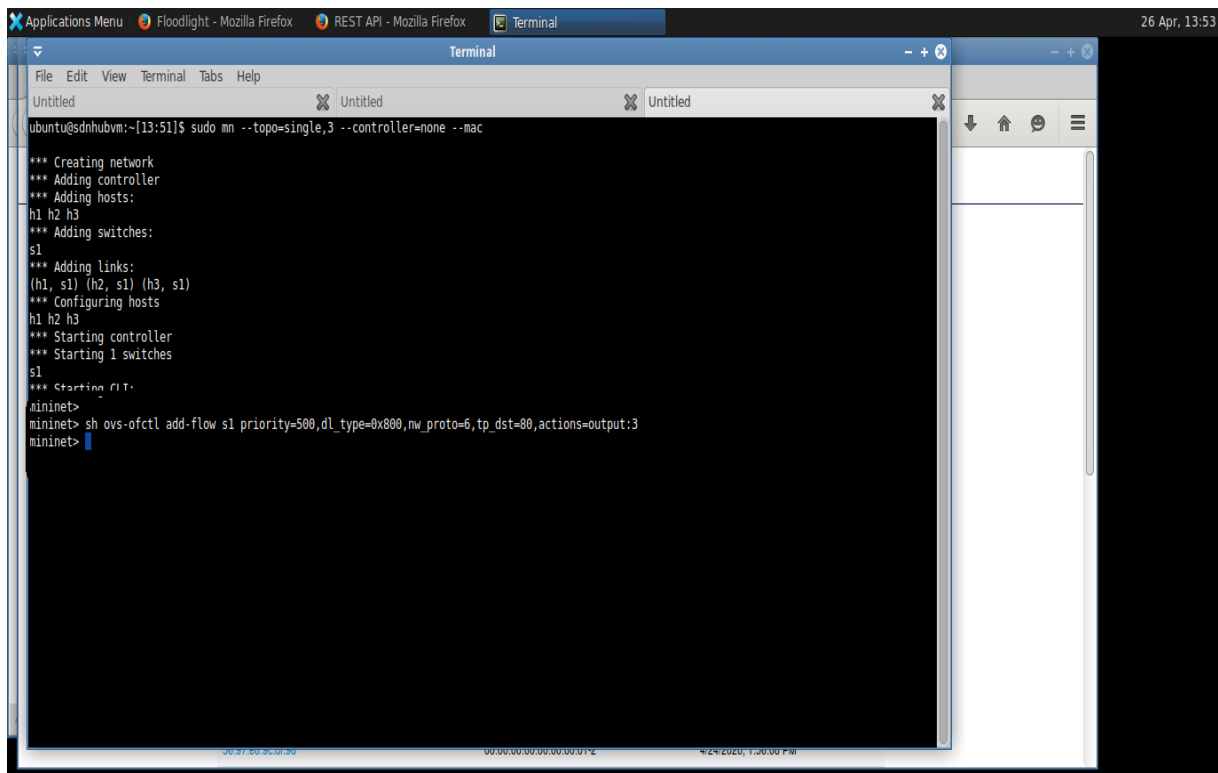 Applications Menu Floodlight - Mozilla Firefox REST API - Mozilla Firefox Terminal 26 Apr, 13:53
Terminal
File Edit View Terminal Tabs Help
Untitled Untitled Untitled
ubuntu@sdnhubvm:~[13:51]$ sudo mn --topo=single,3 --controller=none --mac
*** Creating network
*** Adding controller
*** Adding hosts:
h1 h2 h3
*** Adding switches:
s1
*** Adding links:
(h1, s1) (h2, s1) (h3, s1)
*** Configuring hosts
h1 h2 h3
*** Starting controller
*** Starting 1 switches
s1
*** Starting CLI:
mininet>
mininet> sh ovs-ofctl add-flow s1 priority=500,dl_type=0x800,nw_proto=6,tp_dst=80,actions=output:3
mininet>